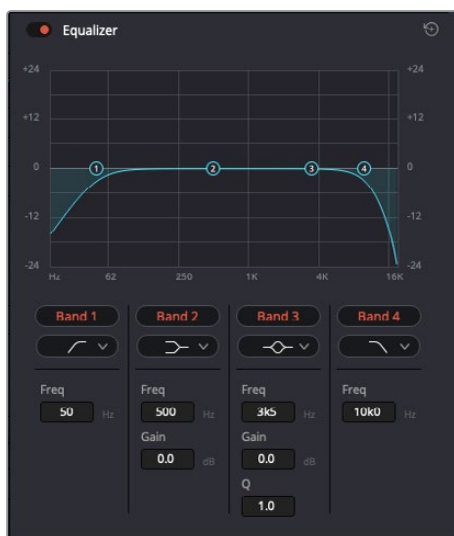 Equalizer
+24 +24
+12 +12
0 1 2 3 4 0
-12 -12
-24 -24
Hz 62 250 1K 4K 16K
Band 1 Band 2 Band 3 Band 4
Freq Freq Freq Freq
50 Hz 500 Hz 3k5 Hz 10k0 Hz
Gain Gain
0.0 dB 0.0 dB
Q
1.0